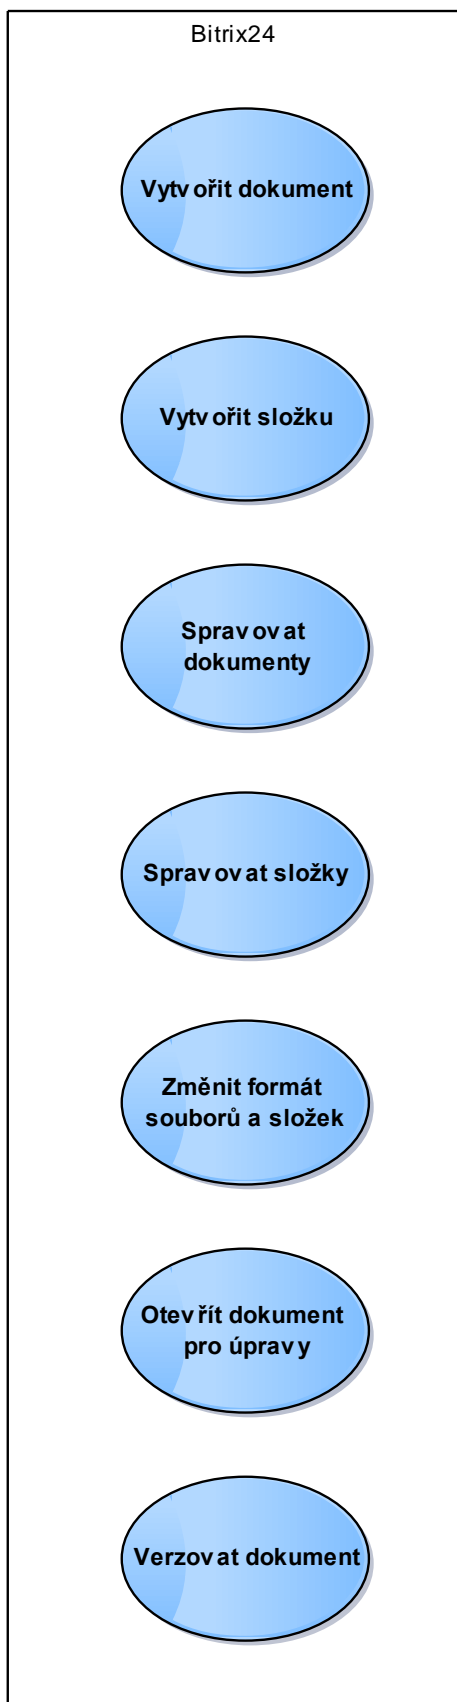 Bitrix24
Vytvořit dokument
Vytvořit složku
Spravovat
dokumenty
Spravovat složky
Změnit formát
souborů a složek
Otevřít dokument
pro úpravy
Verzovat dokument